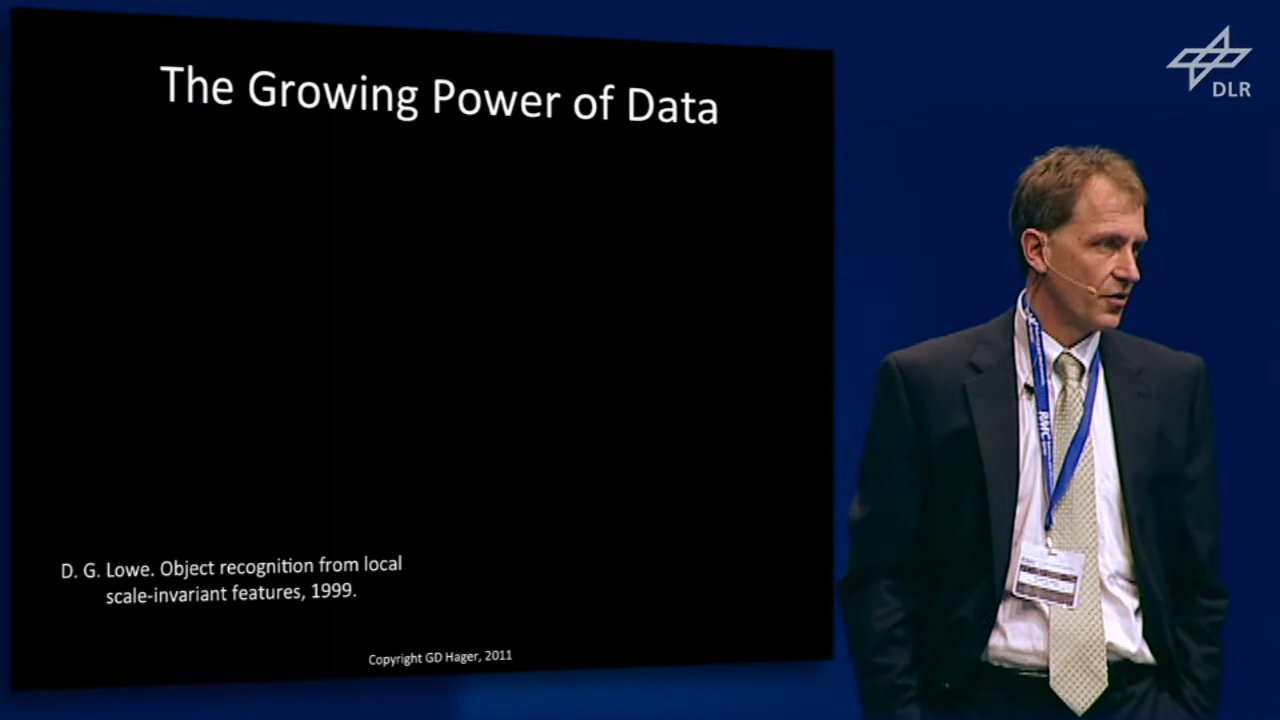 The Growing Power of Data
DLR
D. G. Lowe. Object recognition from local
scale-invariant features, 1999.
Copyright GD Hager, 2011
RMC